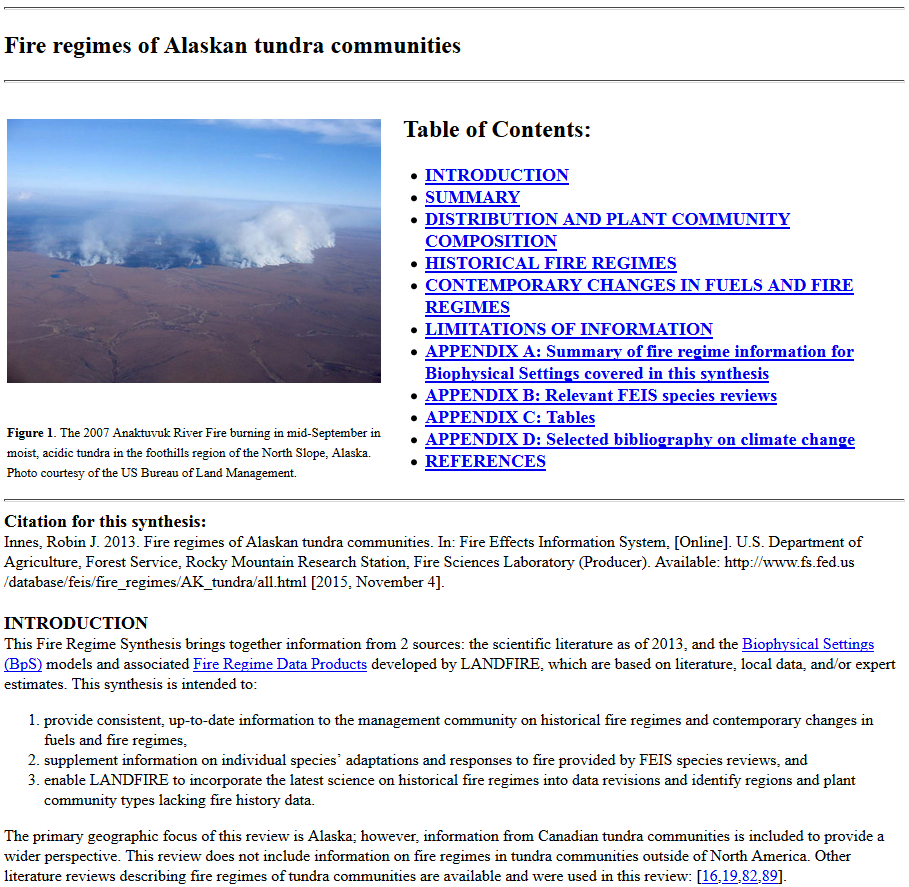 Fire regimes of Alaskan tundra communities
Table of Contents:
• INTRODUCTION
• SUMMARY
• DISTRIBUTION AND PLANT COMMUNITY
COMPOSITION
• HISTORICAL FIRE REGIMES
• CONTEMPORARY CHANGES IN FUELS AND FIRE
REGIMES
• LIMITATIONS OF INFORMATION
• APPENDIX A: Summary of fire regime information for
Biophysical Settings covered in this synthesis
• APPENDIX B: Relevant FEIS species reviews
• APPENDIX C: Tables
• APPENDIX D: Selected bibliography on climate change
• REFERENCES
Figure 1. The 2007 Anaktuvuk River Fire burning in mid-September in
moist, acidic tundra in the foothills region of the North Slope, Alaska.
Photo courtesy of the US Bureau of Land Management.
Citation for this synthesis:
Innes, Robin J. 2013. Fire regimes of Alaskan tundra communities. In: Fire Effects Information System, [Online]. U.S. Department of
Agriculture, Forest Service, Rocky Mountain Research Station, Fire Sciences Laboratory (Producer). Available: http://www.fs.fed.us
/database/feis/fire_regimes/AK_tundra/all.html [2015, November 4].
INTRODUCTION
This Fire Regime Synthesis brings together information from 2 sources: the scientific literature as of 2013, and the Biophysical Settings
(BpS) models and associated Fire Regime Data Products developed by LANDFIRE, which are based on literature, local data, and/or expert
estimates. This synthesis is intended to:
1. provide consistent, up-to-date information to the management community on historical fire regimes and contemporary changes in
fuels and fire regimes,
2. supplement information on individual species’ adaptations and responses to fire provided by FEIS species reviews, and
3. enable LANDFIRE to incorporate the latest science on historical fire regimes into data revisions and identify regions and plant
community types lacking fire history data.
The primary geographic focus of this review is Alaska; however, information from Canadian tundra communities is included to provide a
wider perspective. This review does not include information on fire regimes in tundra communities outside of North America. Other
literature reviews describing fire regimes of tundra communities are available and were used in this review: [16,19,82,89].